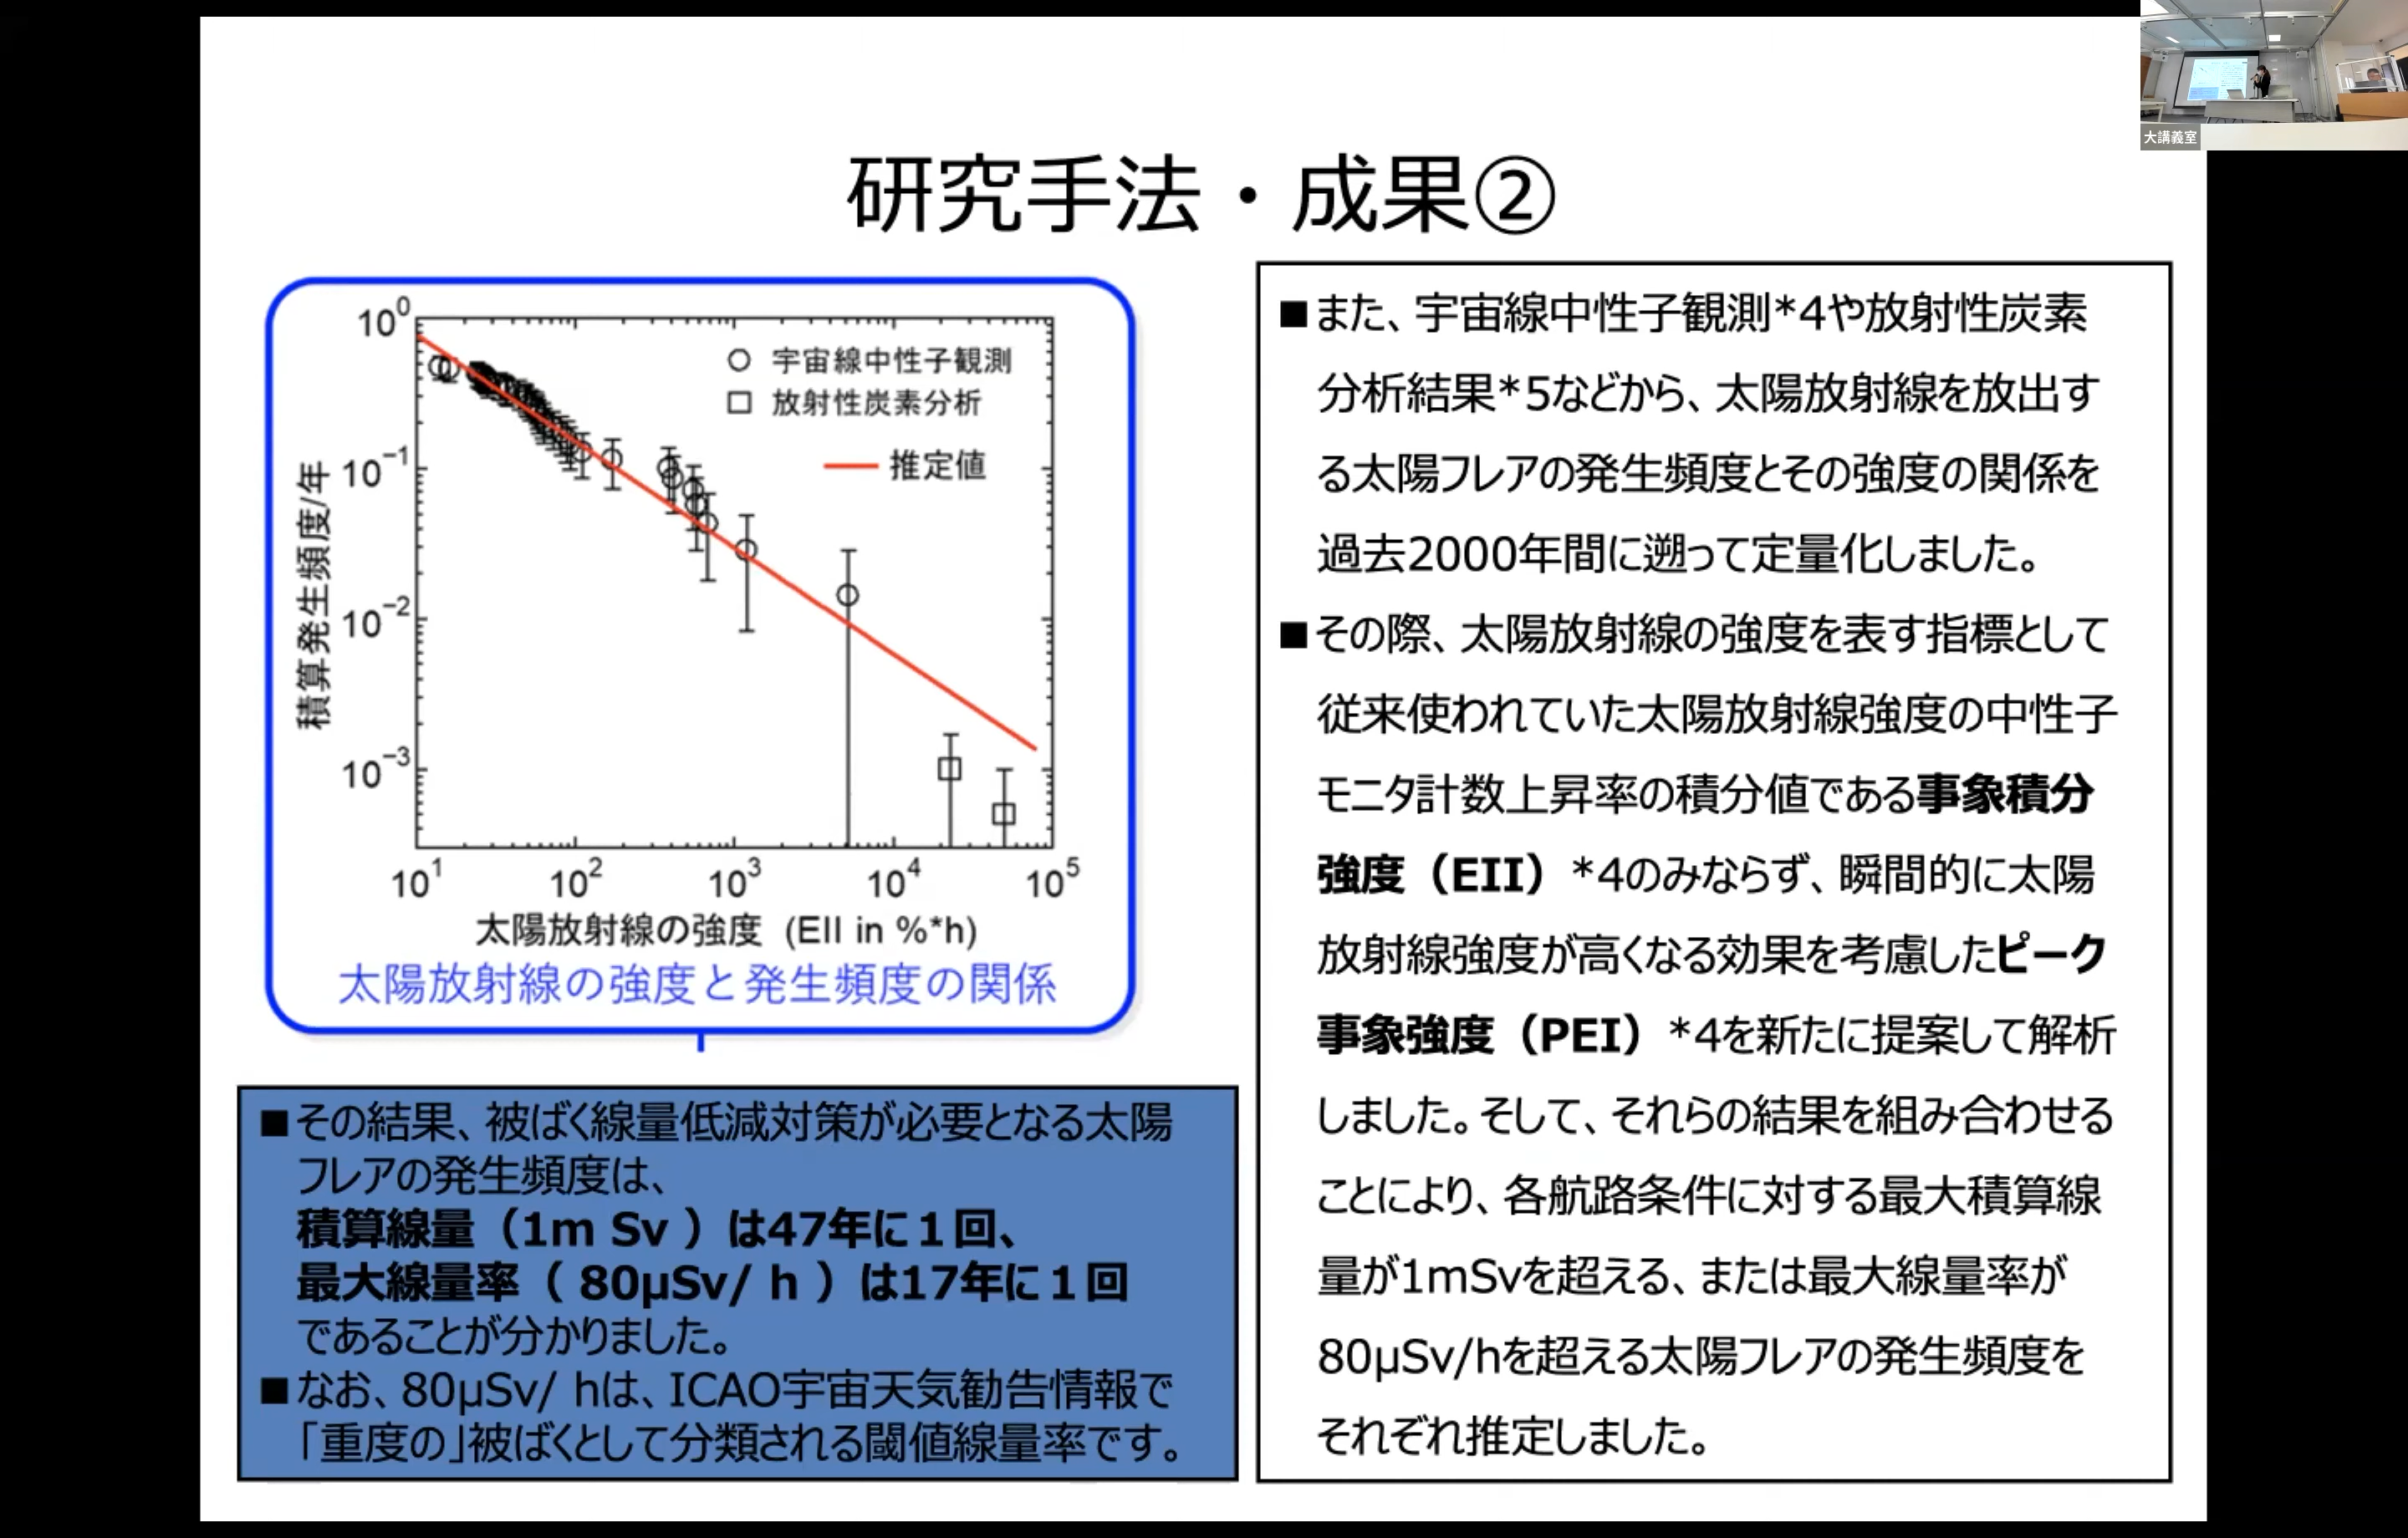 大講義室
研究手法・成果②
10⁰
10⁻¹
10⁻²
10⁻³
積算発生頻度/年
○ 宇宙線中性子観測
□ 放射性炭素分析
推定値
10¹ 10² 10³ 10⁴ 10⁵
太陽放射線の強度 (EII in %*h)
太陽放射線の強度と発生頻度の関係
■その結果、被ばく線量低減対策が必要となる太陽
フレアの発生頻度は、
積算線量（1m Sv ）は47年に１回、
最大線量率（ 80μSv/ h ）は17年に１回
であることが分かりました。
■なお、80μSv/ hは、ICAO宇宙天気勧告情報で
「重度の」被ばくとして分類される閾値線量率です。
■また、宇宙線中性子観測*4や放射性炭素
分析結果*5などから、太陽放射線を放出す
る太陽フレアの発生頻度とその強度の関係を
過去2000年間に遡って定量化しました。
■その際、太陽放射線の強度を表す指標として
従来使われていた太陽放射線強度の中性子
モニタ計数上昇率の積分値である事象積分
強度（EII）*4のみならず、瞬間的に太陽
放射線強度が高くなる効果を考慮したピーク
事象強度（PEI）*4を新たに提案して解析
しました。そして、それらの結果を組み合わせる
ことにより、各航路条件に対する最大積算線
量が1mSvを超える、または最大線量率が
80μSv/hを超える太陽フレアの発生頻度を
それぞれ推定しました。